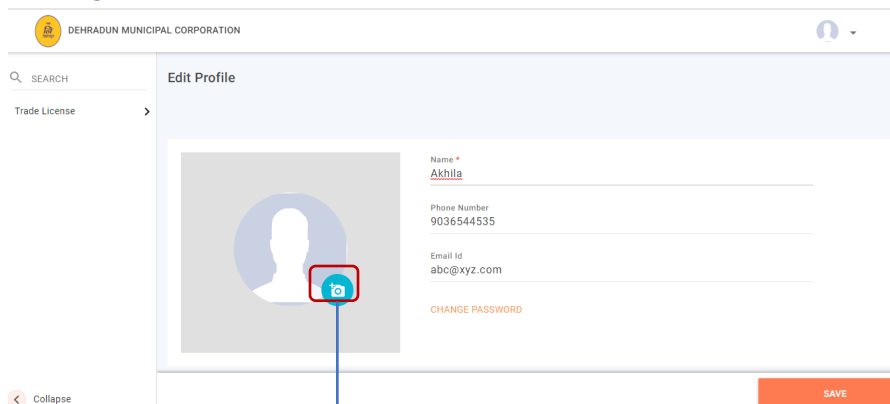 DEHRADUN MUNICIPAL CORPORATION
SEARCH
Edit Profile
Trade License
Name *
Akhila
Phone Number
9036544535
Email Id
abc@xyz.com
CHANGE PASSWORD
Collapse
SAVE